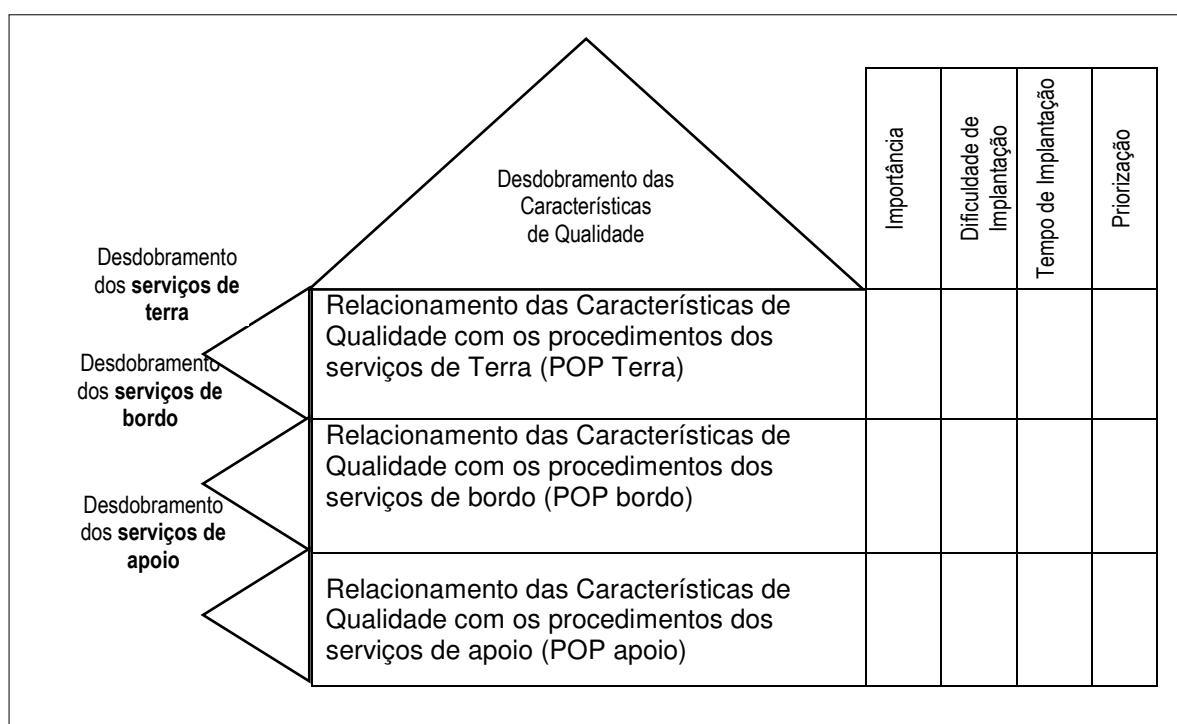 Desdobramento das
Características
de Qualidade
Importância
Dificuldade de
Implantação
Tempo de Implantação
Priorização
Desdobramento
dos serviços de
terra
Relacionamento das Características de
Qualidade com os procedimentos dos
serviços de Terra (POP Terra)
Desdobramento
dos serviços de
bordo
Relacionamento das Características de
Qualidade com os procedimentos dos
serviços de bordo (POP bordo)
Desdobramento
dos serviços de
apoio
Relacionamento das Características de
Qualidade com os procedimentos dos
serviços de apoio (POP apoio)